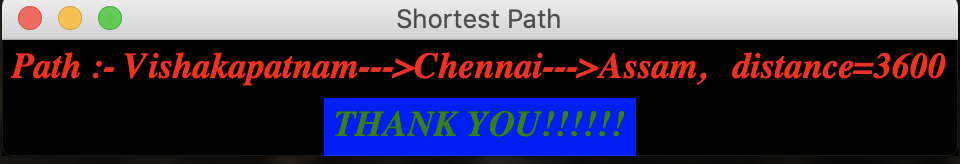 Shortest Path
Path :- Vishakapatnam--->Chennai--->Assam,  distance=3600
THANK YOU!!!!!!